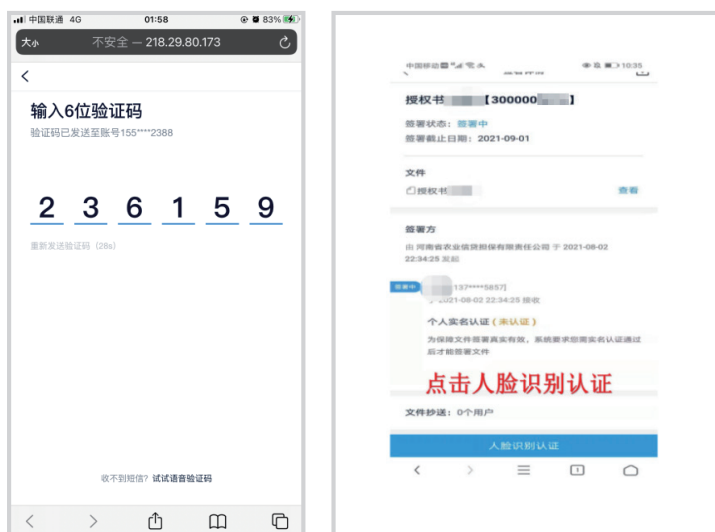 中国联通 4G 01:58 83%
大小 不安全 — 218.29.80.173
输入6位验证码
验证码已发送至账号155****2388
2 3 6 1 5 9
重新发送验证码（28s）
收不到短信？试试语音验证码
中国移动 10:35
授权书 【300000 】
签署状态：签署中
签署截止日期：2021-09-01
文件
授权书 查看
签署方
由 河南省农业信贷担保有限责任公司 于 2021-08-02
22:34:25 发起
签署中 137****5857]
2021-08-02 22:34:25 接收
个人实名认证（未认证）
为保障文件签署真实有效，系统要求您需实名认证通过
后才能签署文件
点击人脸识别认证
文件抄送：0个用户
人脸识别认证